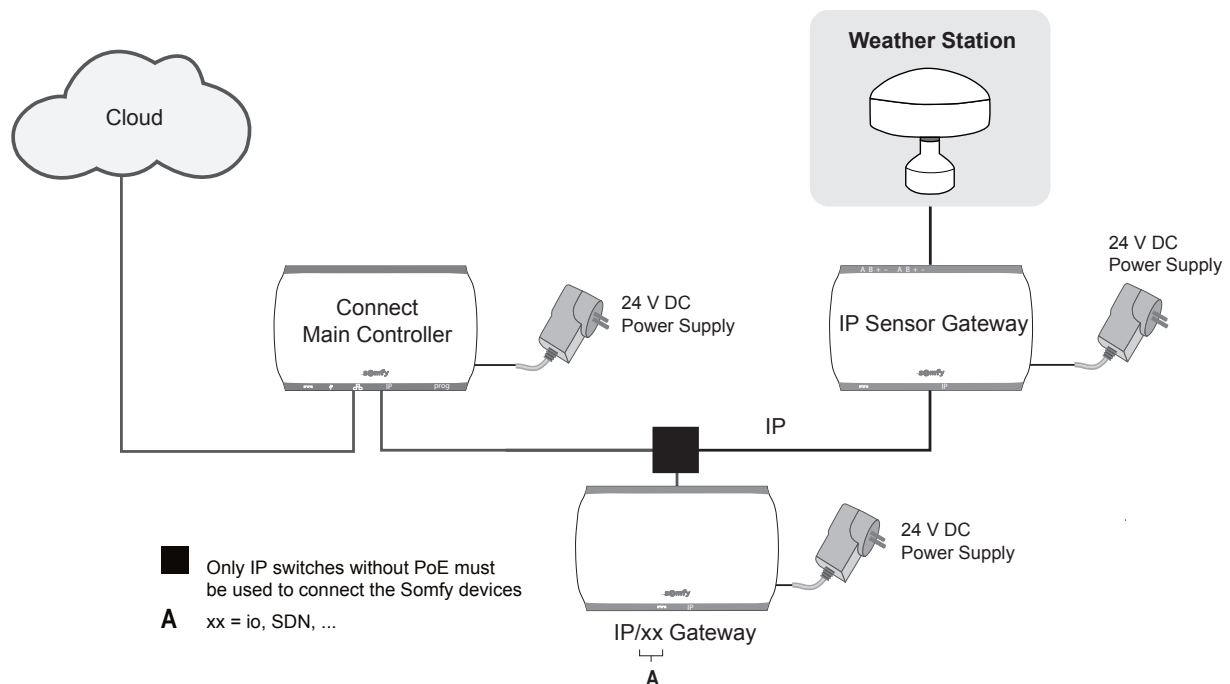 Weather Station
Cloud
24 V DC
Power Supply
A B + − A B + −
Connect
Main Controller
24 V DC
Power Supply
IP Sensor Gateway
somfy
IP prog
somfy
IP
IP
24 V DC
Power Supply
somfy
IP
Only IP switches without PoE must
be used to connect the Somfy devices
A xx = io, SDN, ...
IP/xx Gateway
A